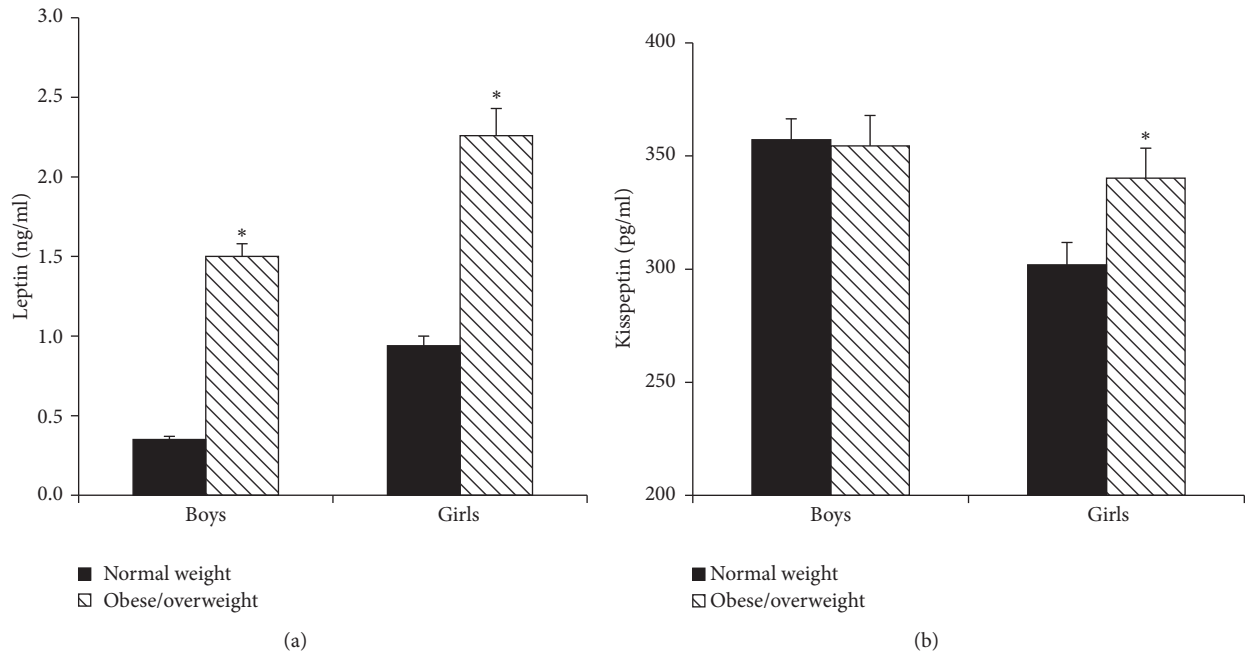 3.0
2.5
2.0
1.5
1.0
0.5
0.0
Leptin (ng/ml)
*
*
Boys
Girls
Normal weight
Obese/overweight
(a)
400
350
300
250
200
Kisspeptin (pg/ml)
*
Boys
Girls
Normal weight
Obese/overweight
(b)